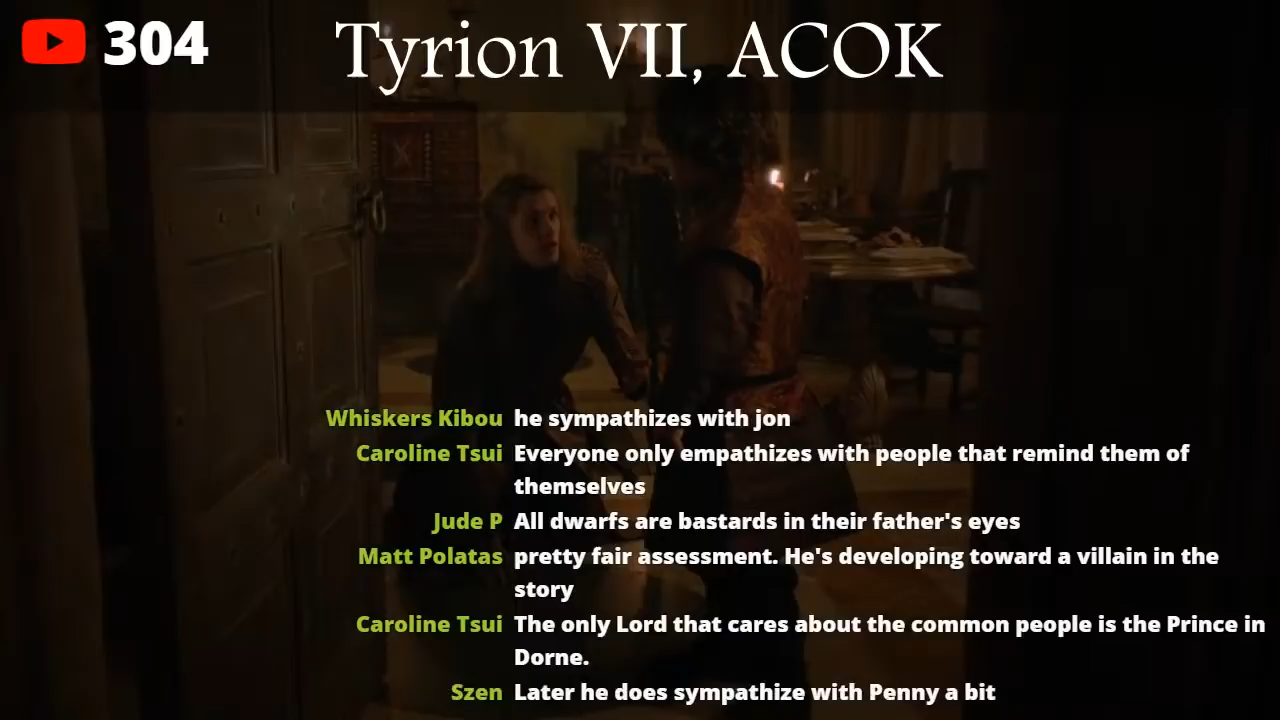 304
Tyrion VII, ACOK
Whiskers Kibou he sympathizes with jon
Caroline Tsui Everyone only empathizes with people that remind them of
themselves
Jude P All dwarfs are bastards in their father's eyes
Matt Polatas pretty fair assessment. He's developing toward a villain in the
story
Caroline Tsui The only Lord that cares about the common people is the Prince in
Dorne.
Szen Later he does sympathize with Penny a bit